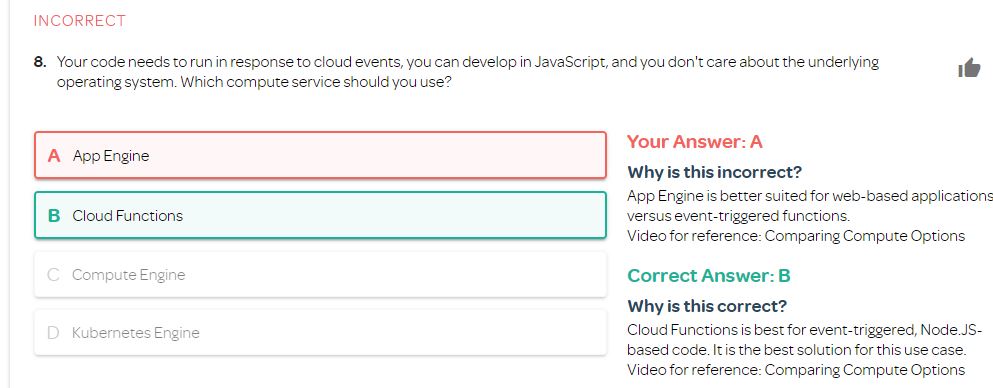 INCORRECT
8. Your code needs to run in response to cloud events, you can develop in JavaScript, and you don't care about the underlying
operating system. Which compute service should you use?
A App Engine
B Cloud Functions
C Compute Engine
D Kubernetes Engine
Your Answer: A
Why is this incorrect?
App Engine is better suited for web-based applications
versus event-triggered functions.
Video for reference: Comparing Compute Options
Correct Answer: B
Why is this correct?
Cloud Functions is best for event-triggered, Node.JS-
based code. It is the best solution for this use case.
Video for reference: Comparing Compute Options